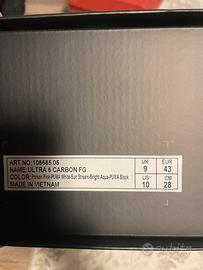 ART NO: 108685 05
NAME: ULTRA 6 CARBON FG
COLOR: Poison Pink-PUMA White-Sun Stream-Bright Aqua-PUMA Black
MADE IN VIETNAM
UK EUR
9 43
US CM
10 28
subito